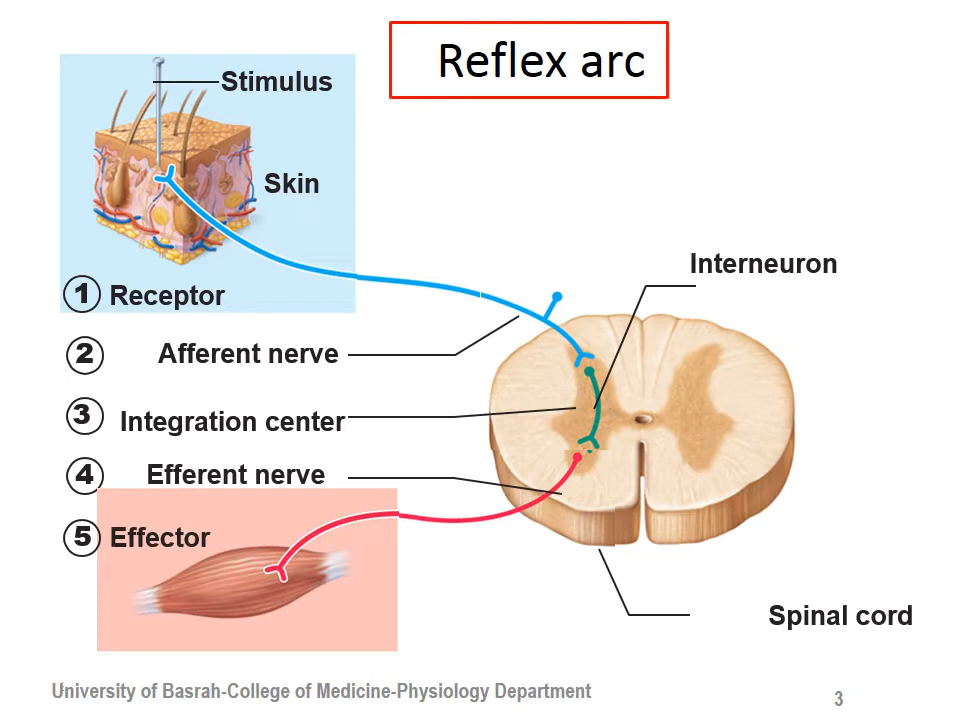 Reflex arc
Stimulus
Skin
Interneuron
1 Receptor
2 Afferent nerve
3 Integration center
4 Efferent nerve
5 Effector
Spinal cord
University of Basrah-College of Medicine-Physiology Department
3